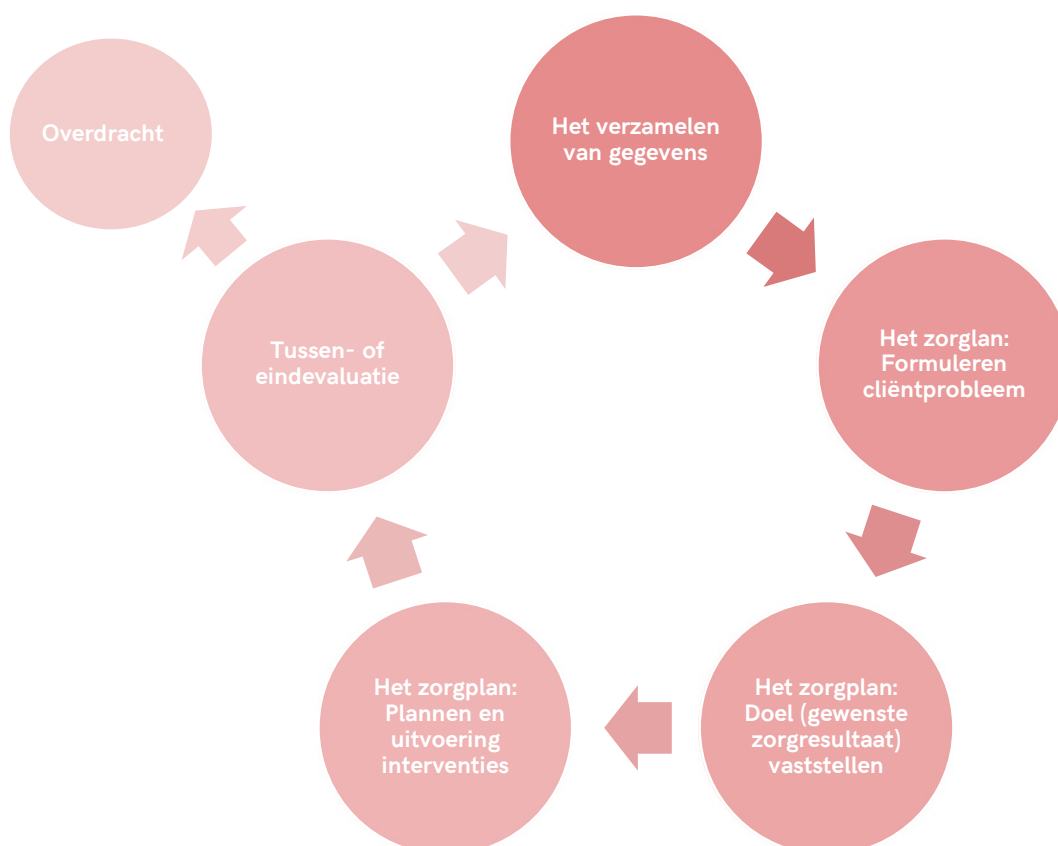 Overdracht
Het verzamelen
van gegevens
Het zorglan:
Formuleren
cliëntprobleem
Het zorgplan:
Doel (gewenste
zorgresultaat)
vaststellen
Het zorgplan:
Plannen en
uitvoering
interventies
Tussen- of
eindevaluatie